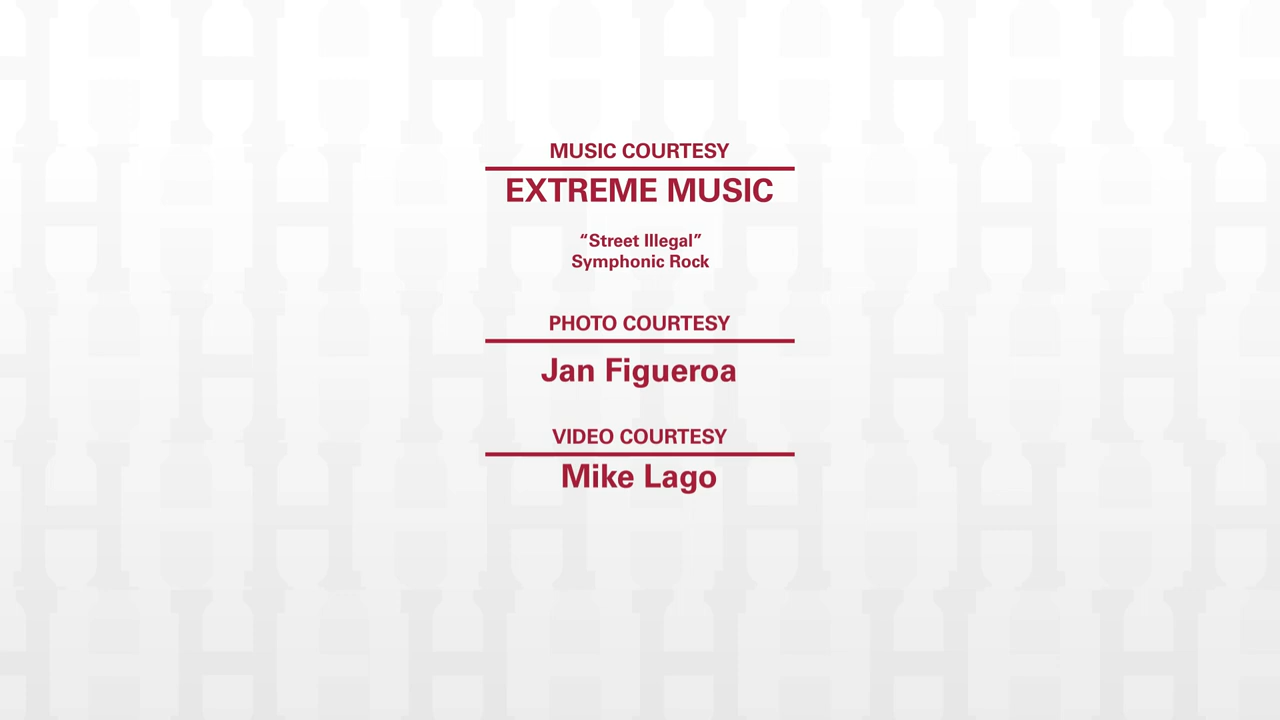 MUSIC COURTESY
EXTREME MUSIC
“Street Illegal”
Symphonic Rock
PHOTO COURTESY
Jan Figueroa
VIDEO COURTESY
Mike Lago